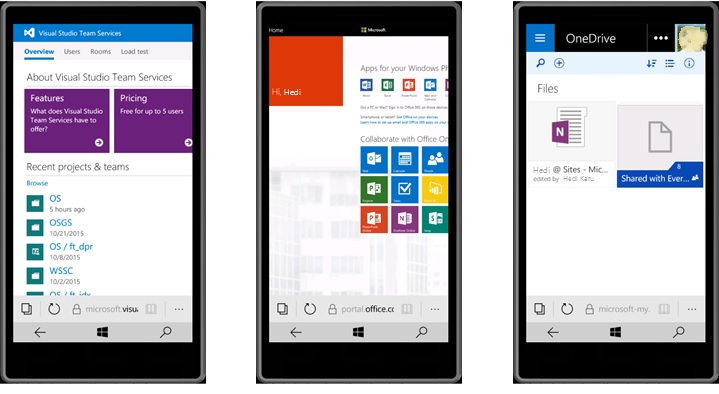 Visual Studio Team Services
Overview Users Rooms Load test
About Visual Studio Team Services
Features
What does Visual Studio
Team Services have to
offer?
Pricing
Free for up to 5 users
Recent projects & teams
Browse
OS
5 hours ago
OSGS
10/21/2015
OS / ft_dpr
10/8/2015
WSSC
10/2/2015
OS / ft_idx
microsoft.visu
Home
Microsoft
Hi, Hedi
Apps for your Windows Ph
Collaborate with Office On
portal.office.co
OneDrive
Files
Hedi @ Sites - Mic...
edited by Hedi
8
Shared with Ever...
microsoft-my.